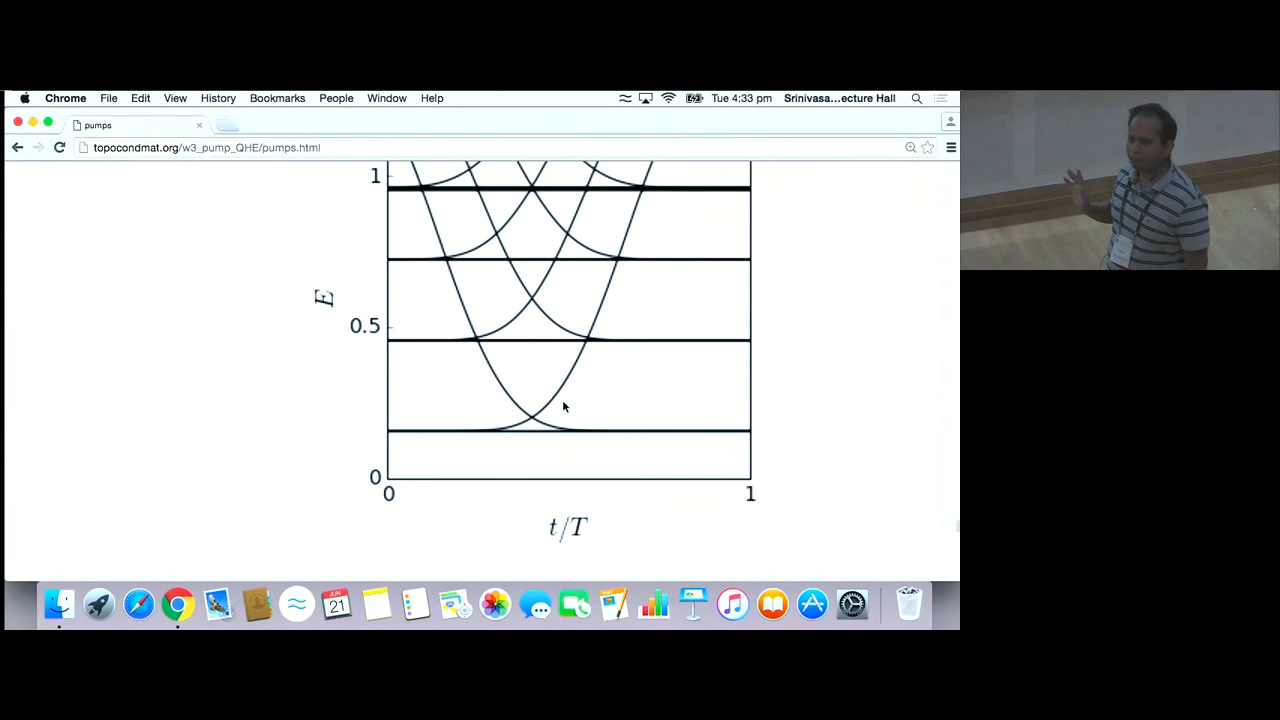 Chrome File Edit View History Bookmarks People Window Help Tue 4:33 pm Srinivasa...ecture Hall
pumps
topocondmat.org/w3_pump_QHE/pumps.html
1
E
0.5
0
0 1
t/T
JUN
21